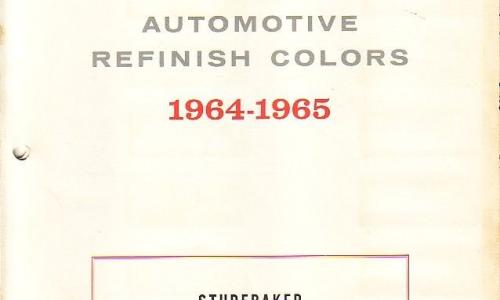 AUTOMOTIVE
REFINISH COLORS
1964-1965
STUDEBAKER